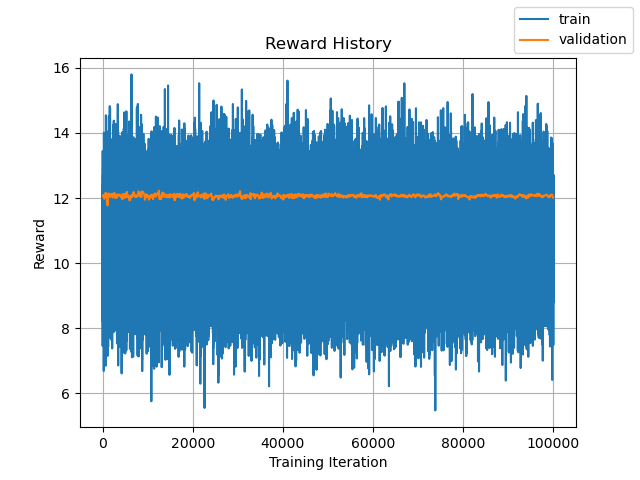 train
validation
Reward History
16
14
12
10
8
6
Reward
0 20000 40000 60000 80000 100000
Training Iteration